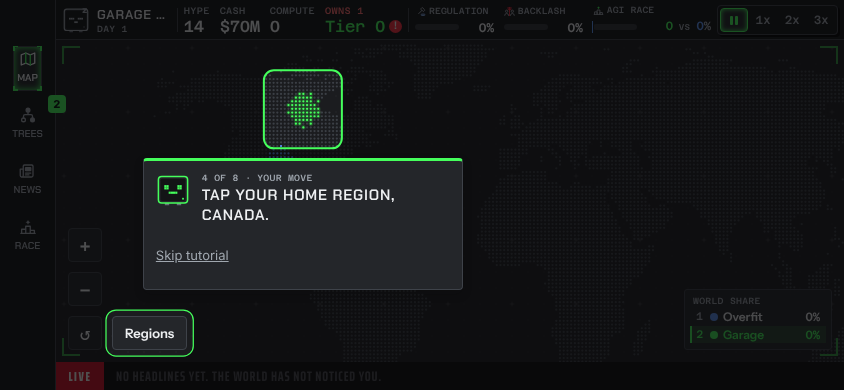 GARAGE ...
DAY 1
HYPE
14
CASH
$70M
COMPUTE
0
OWNS 1
Tier 0 !
REGULATION
0%
BACKLASH
0%
AGI RACE
0 vs 0%
1x 2x 3x
MAP
2
TREES
NEWS
RACE
4 OF 8 · YOUR MOVE
TAP YOUR HOME REGION,
CANADA.
Skip tutorial
+
−
↺
Regions
WORLD SHARE
1 Overfit 0%
2 Garage 0%
LIVE NO HEADLINES YET. THE WORLD HAS NOT NOTICED YOU.